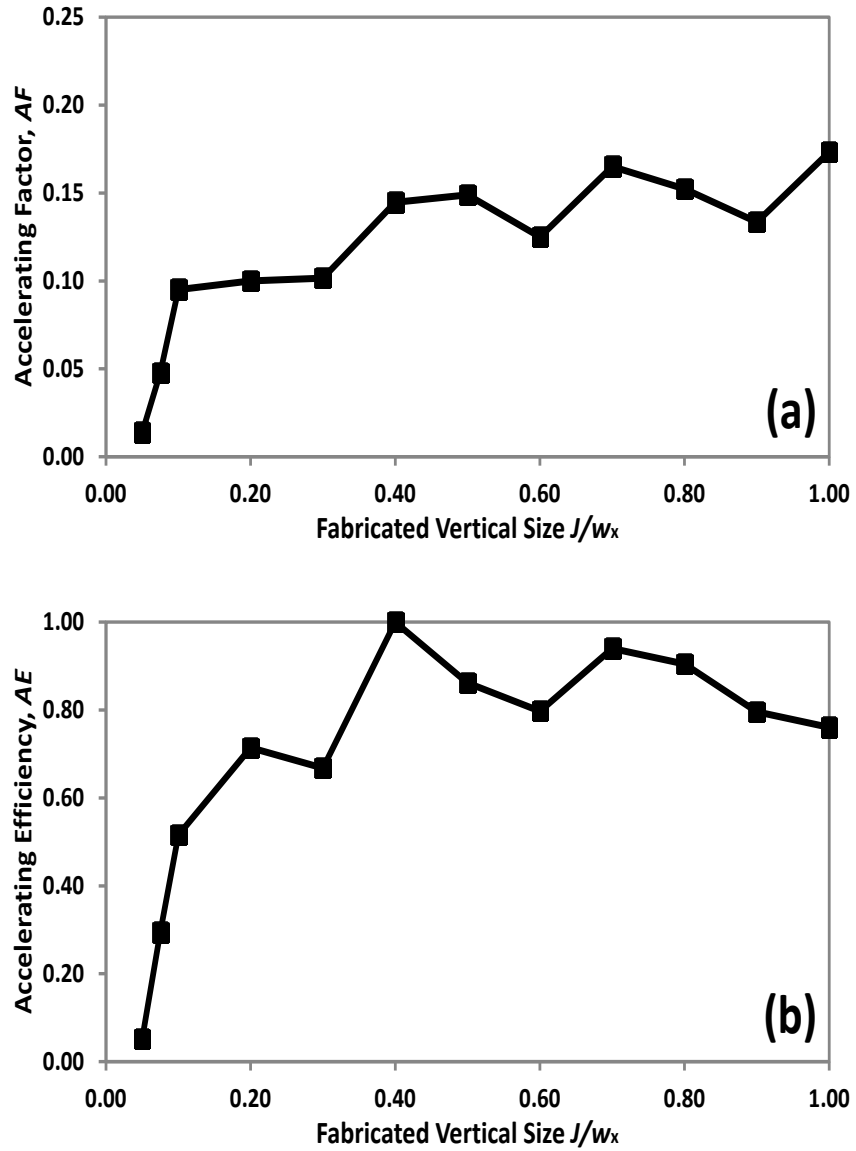 0.25
0.20
0.15
0.10
0.05
0.00
Accelerating Factor, AF
(a)
0.00 0.20 0.40 0.60 0.80 1.00
Fabricated Vertical Size J/wx
1.00
0.80
0.60
0.40
0.20
0.00
Accelerating Efficiency, AE
(b)
0.00 0.20 0.40 0.60 0.80 1.00
Fabricated Vertical Size J/wx